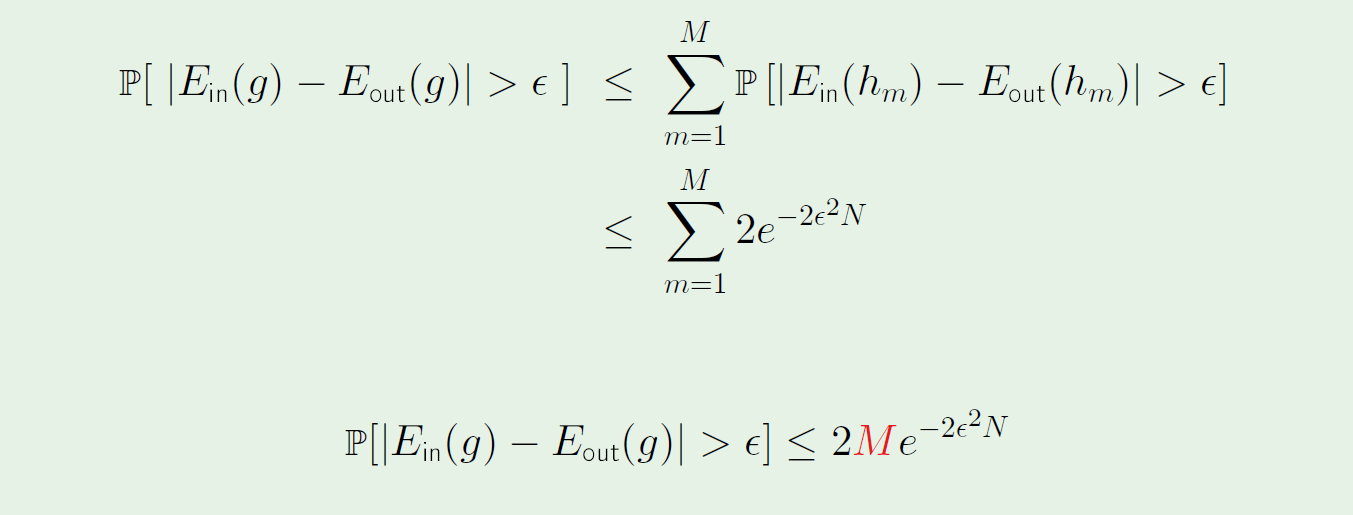 ℙ[ |E_in(g) − E_out(g)| > ϵ ] ≤ ∑_{m=1}^{M} ℙ [|E_in(h_m) − E_out(h_m)| > ϵ]
≤ ∑_{m=1}^{M} 2e^{−2ϵ²N}
ℙ[|E_in(g) − E_out(g)| > ϵ] ≤ 2Me^{−2ϵ²N}